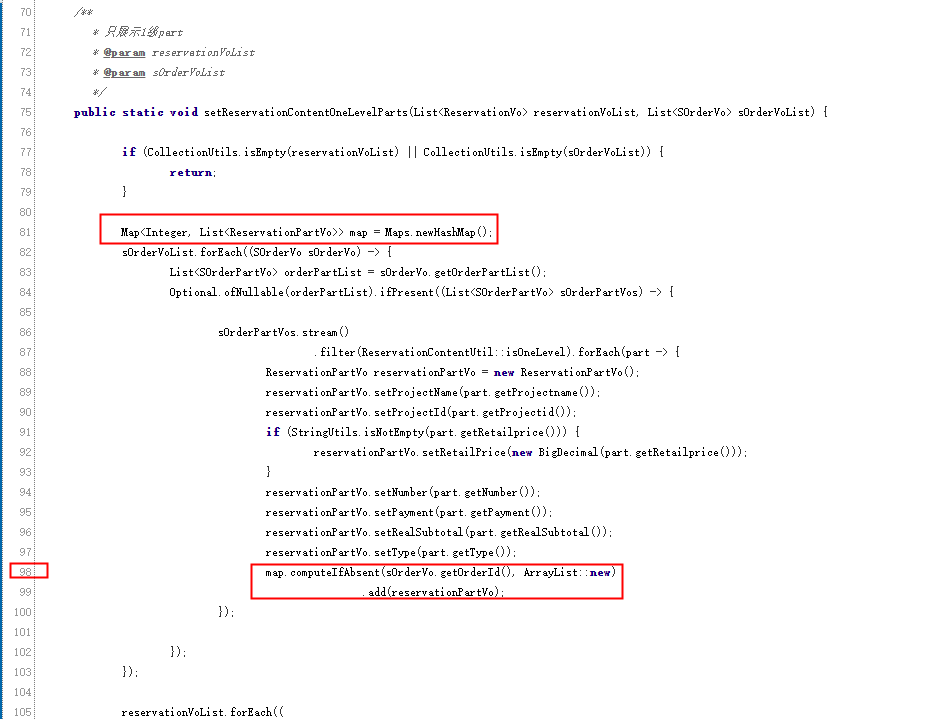 70 /**
71 * 只展示1级part
72 * @param reservationVoList
73 * @param sOrderVoList
74 */
75 public static void setReservationContentOneLevelParts(List<ReservationVo> reservationVoList, List<SOrderVo> sOrderVoList) {
76
77 if (CollectionUtils.isEmpty(reservationVoList) || CollectionUtils.isEmpty(sOrderVoList)) {
78 return;
79 }
80
81 Map<Integer, List<ReservationPartVo>> map = Maps.newHashMap();
82 sOrderVoList.forEach((SOrderVo sOrderVo) -> {
83 List<SOrderPartVo> orderPartList = sOrderVo.getOrderPartList();
84 Optional.ofNullable(orderPartList).ifPresent((List<SOrderPartVo> sOrderPartVos) -> {
85
86 sOrderPartVos.stream()
87 .filter(ReservationContentUtil::isOneLevel).forEach(part -> {
88 ReservationPartVo reservationPartVo = new ReservationPartVo();
89 reservationPartVo.setProjectName(part.getProjectname());
90 reservationPartVo.setProjectId(part.getProjectid());
91 if (StringUtils.isNotEmpty(part.getRetailprice())) {
92 reservationPartVo.setRetailPrice(new BigDecimal(part.getRetailprice()));
93 }
94 reservationPartVo.setNumber(part.getNumber());
95 reservationPartVo.setPayment(part.getPayment());
96 reservationPartVo.setRealSubtotal(part.getRealSubtotal());
97 reservationPartVo.setType(part.getType());
98 map.computeIfAbsent(sOrderVo.getOrderId(), ArrayList::new)
99 .add(reservationPartVo);
100 });
101
102 });
103 });
104
105 reservationVoList.forEach((